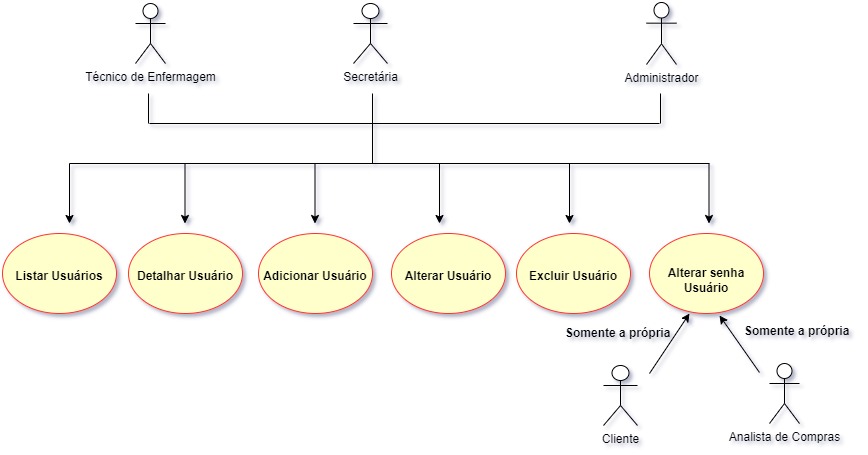 Técnico de Enfermagem
Secretária
Administrador
Listar Usuários
Detalhar Usuário
Adicionar Usuário
Alterar Usuário
Excluir Usuário
Alterar senha
Usuário
Somente a própria
Somente a própria
Cliente
Analista de Compras